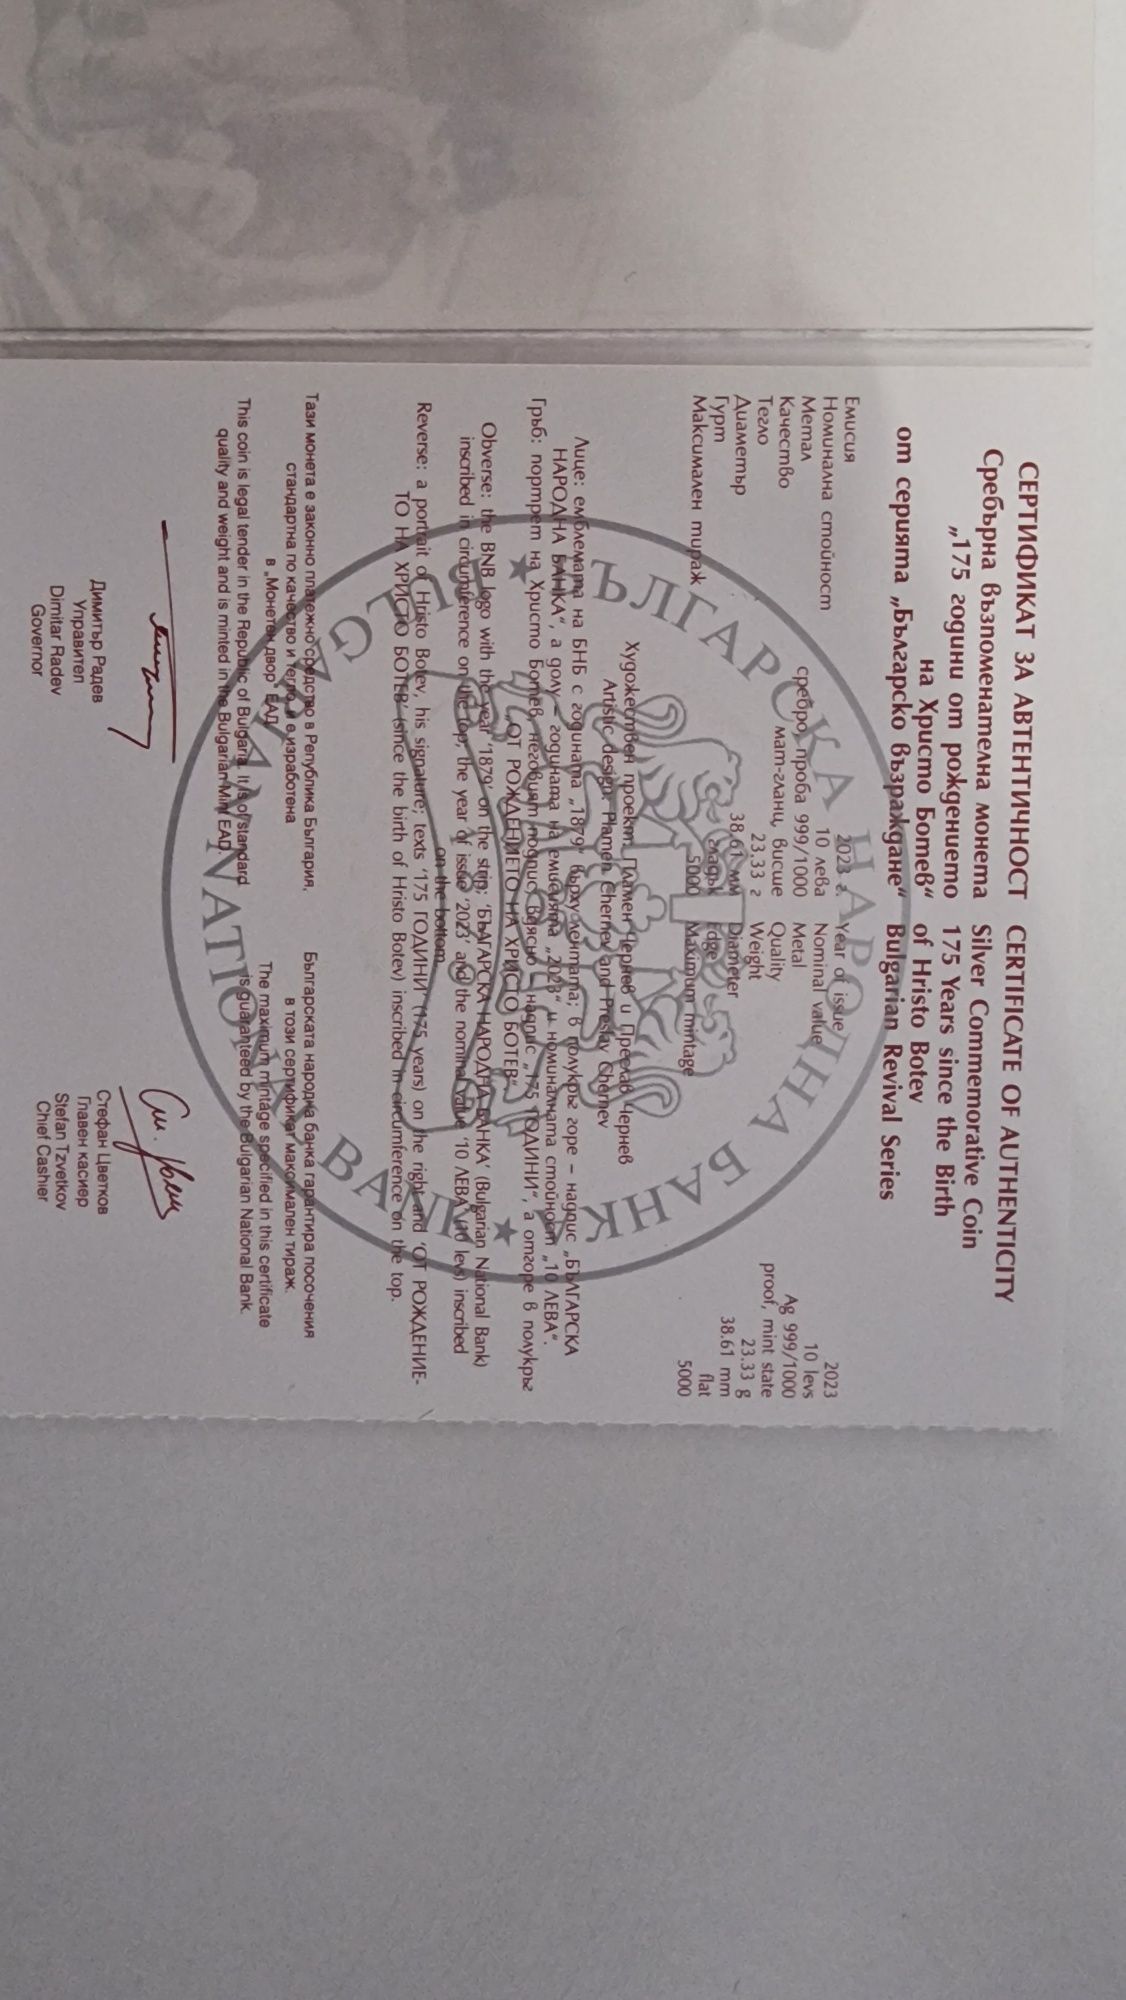 СЕРТИФИКАТ ЗА АВТЕНТИЧНОСТ
Сребърна възпоменателна монета
„175 години от рождението
на Христо Ботев“
от серията „Българско възраждане“
CERTIFICATE OF AUTHENTICITY
Silver Commemorative Coin
175 Years since the Birth
of Hristo Botev
Bulgarian Revival Series
Емисия 2023 г. Year of issue 2023
Номинална стойност 10 лева Nominal value 10 levs
Метал сребро, проба 999/1000 Metal Ag 999/1000
Качество мат-гланц, висше Quality proof, mint state
Тегло 23.33 г Weight 23.33 g
Диаметър 38.61 мм Diameter 38.61 mm
Гурт гладък Edge flat
Максимален тираж 5000 Maximum mintage 5000
Художествен проект: Пламен Чернев и Преслав Чернев
Artistic design: Plamen Chernev and Preslav Chernev
Лице: емблемата на БНБ с годината „1879“ върху лентата; в полукръг горе – надпис „БЪЛГАРСКА
НАРОДНА БАНКА“, а долу – годината на емисията „2023“ и номиналната стойност „10 ЛЕВА“.
Гръб: портрет на Христо Ботев, неговият подпис; вдясно – надпис „175 ГОДИНИ“, а отгоре в полукръг
„ОТ РОЖДЕНИЕТО НА ХРИСТО БОТЕВ“.
Obverse: the BNB logo with the year '1879' on the strip; 'БЪЛГАРСКА НАРОДНА БАНКА' (Bulgarian National Bank)
inscribed in circumference on the top, the year of issue '2023' and the nominal value '10 ЛЕВА' (10 levs) inscribed
on the bottom.
Reverse: a portrait of Hristo Botev, his signature; texts '175 ГОДИНИ' (175 years) on the right and 'ОТ РОЖДЕНИЕ-
ТО НА ХРИСТО БОТЕВ' (since the birth of Hristo Botev) inscribed in circumference on the top.
Тази монета е законно платежно средство в Република България,
стандартна по качество и тегло, и е изработена
в „Монетен двор“ ЕАД.
This coin is legal tender in the Republic of Bulgaria. It is of standard
quality and weight and is minted in the Bulgarian Mint EAD.
Българската народна банка гарантира посочения
в този сертификат максимален тираж.
The maximum mintage specified in this certificate
is guaranteed by the Bulgarian National Bank.
Димитър Радев
Управител
Dimitar Radev
Governor
Стефан Цветков
Главен касиер
Stefan Tzvetkov
Chief Cashier
БЪЛГАРСКА НАРОДНА БАНКА
BULGARIAN NATIONAL BANK